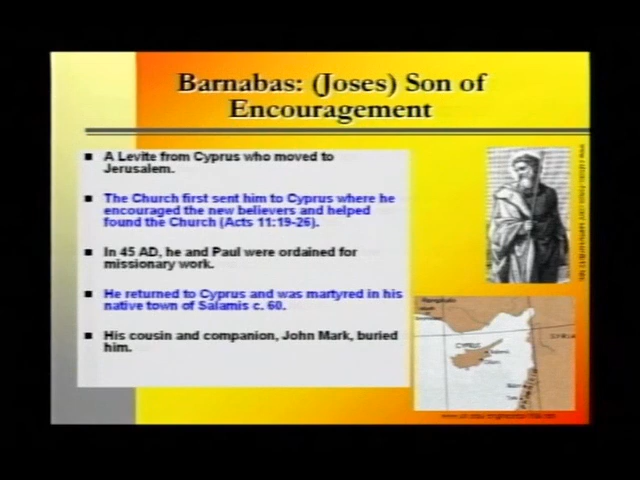 Barnabas: (Joses) Son of
Encouragement
A Levite from Cyprus who moved to
Jerusalem.
The Church first sent him to Cyprus where he
encouraged the new believers and helped
found the Church (Acts 11:19-26).
In 45 AD, he and Paul were ordained for
missionary work.
He returned to Cyprus and was martyred in his
native town of Salamis c. 60.
His cousin and companion, John Mark, buried
him.
CYPRUS
SYRIA